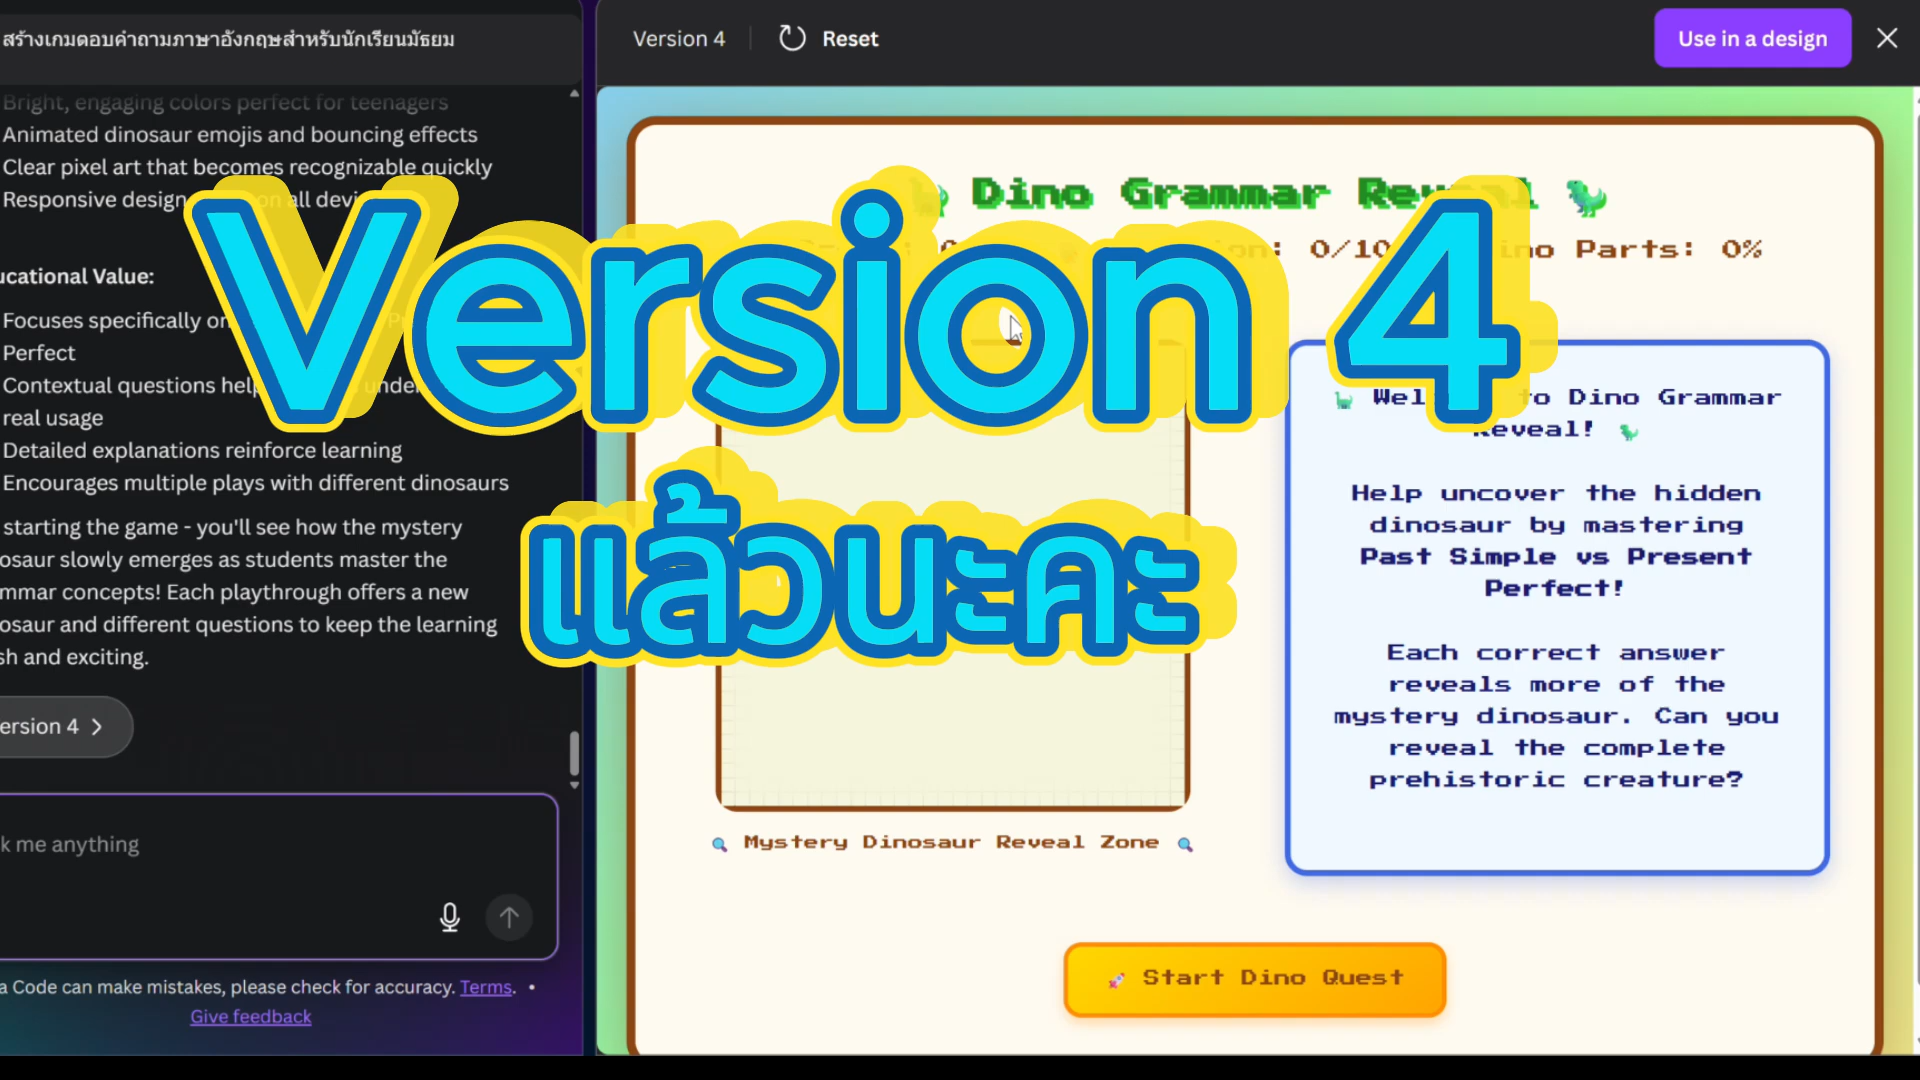 สร้างเกมตอบคำถามภาษาอังกฤษสำหรับนักเรียนมัธยม
Version 4
Reset
Use in a design
Bright, engaging colors perfect for teenagers
Animated dinosaur emojis and bouncing effects
Clear pixel art that becomes recognizable quickly
Responsive design on all
ucational Value:
Focuses specifically on
Perfect
Contextual questions help
real usage
Detailed explanations reinforce learning
Encourages multiple plays with different dinosaurs
starting the game - you'll see how the mystery
osaur slowly emerges as students master the
mmar concepts! Each playthrough offers a new
osaur and different questions to keep the learning
sh and exciting.
ersion 4
k me anything
a Code can make mistakes, please check for accuracy. Terms. •
Give feedback
Version 4
แล้วนะคะ
Dino Grammar Reveal
0/10
Parts: 0%
Mystery Dinosaur Reveal Zone
to Dino Grammar
Reveal!
Help uncover the hidden
dinosaur by mastering
Past Simple vs Present
Perfect!
Each correct answer
reveals more of the
mystery dinosaur. Can you
reveal the complete
prehistoric creature?
Start Dino Quest